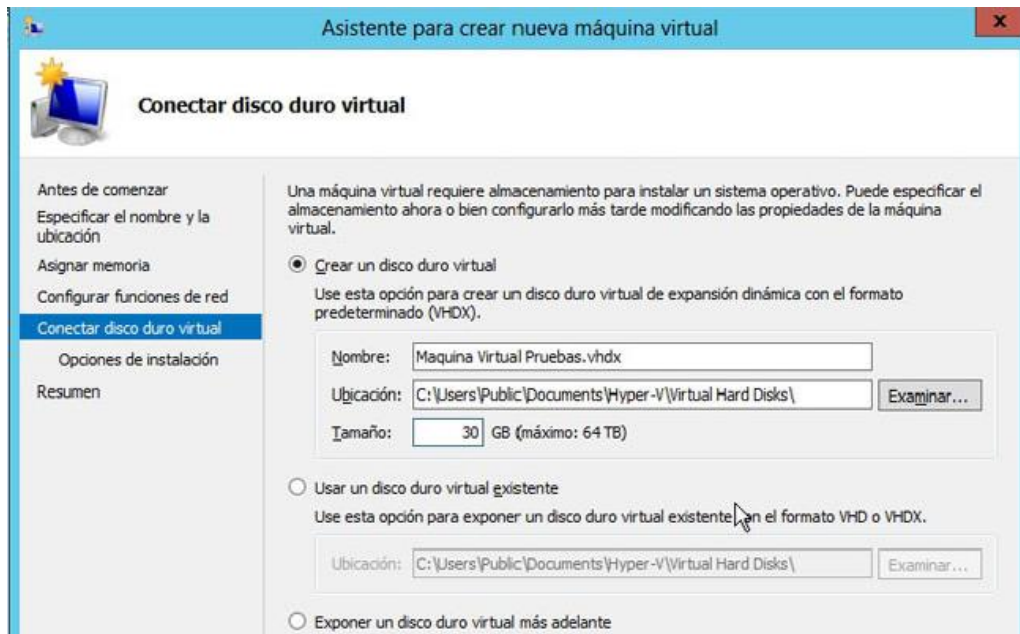 Asistente para crear nueva máquina virtual
x
Conectar disco duro virtual
Antes de comenzar
Especificar el nombre y la
ubicación
Asignar memoria
Configurar funciones de red
Conectar disco duro virtual
Opciones de instalación
Resumen
Una máquina virtual requiere almacenamiento para instalar un sistema operativo. Puede especificar el
almacenamiento ahora o bien configurarlo más tarde modificando las propiedades de la máquina
virtual.
Crear un disco duro virtual
Use esta opción para crear un disco duro virtual de expansión dinámica con el formato
predeterminado (VHDX).
Nombre: Maquina Virtual Pruebas.vhdx
Ubicación: C:\Users\Public\Documents\Hyper-V\Virtual Hard Disks\ Examinar...
Tamaño: 30 GB (máximo: 64 TB)
Usar un disco duro virtual existente
Use esta opción para exponer un disco duro virtual existente en el formato VHD o VHDX.
Ubicación: C:\Users\Public\Documents\Hyper-V\Virtual Hard Disks\ Examinar...
Exponer un disco duro virtual más adelante